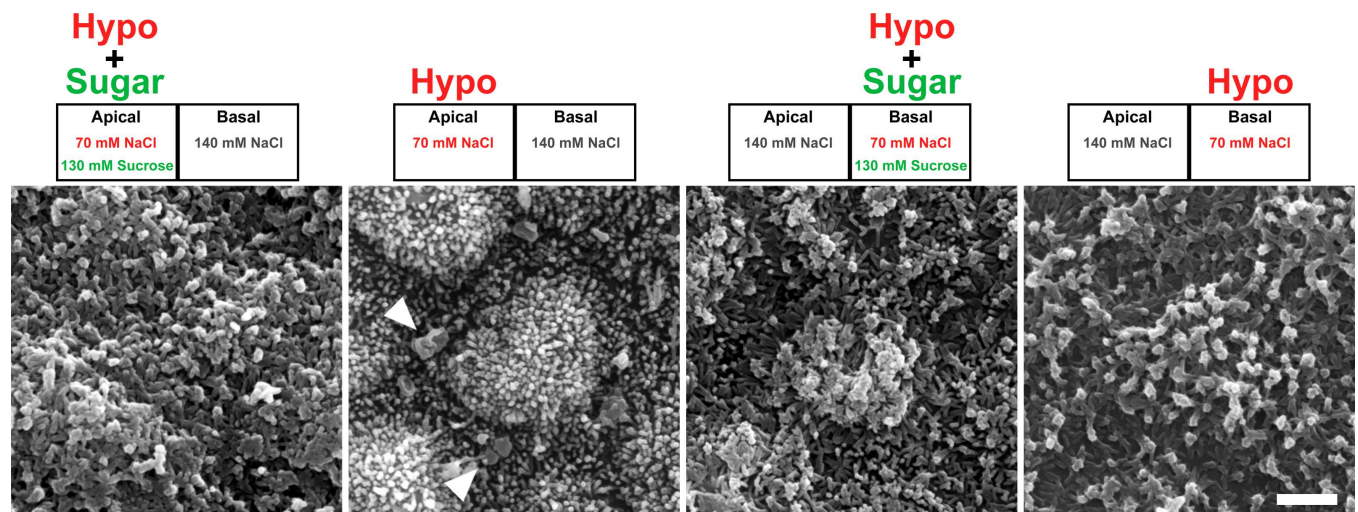 Hypo
+
Sugar
Apical
70 mM NaCl
130 mM Sucrose
Basal
140 mM NaCl
Hypo
Apical
70 mM NaCl
Basal
140 mM NaCl
Hypo
+
Sugar
Apical
140 mM NaCl
Basal
70 mM NaCl
130 mM Sucrose
Hypo
Apical
140 mM NaCl
Basal
70 mM NaCl